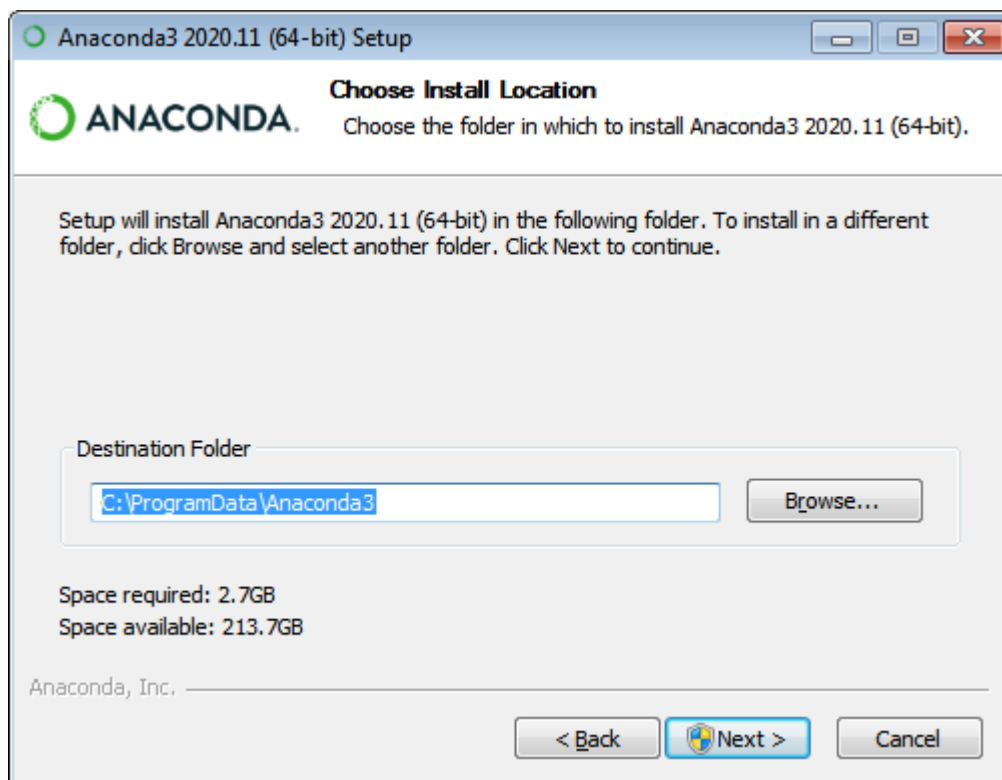 Anaconda3 2020.11 (64-bit) Setup
ANACONDA.
Choose Install Location
Choose the folder in which to install Anaconda3 2020.11 (64-bit).
Setup will install Anaconda3 2020.11 (64-bit) in the following folder. To install in a different
folder, click Browse and select another folder. Click Next to continue.
Destination Folder
C:\ProgramData\Anaconda3
Browse...
Space required: 2.7GB
Space available: 213.7GB
Anaconda, Inc.
< Back
Next >
Cancel